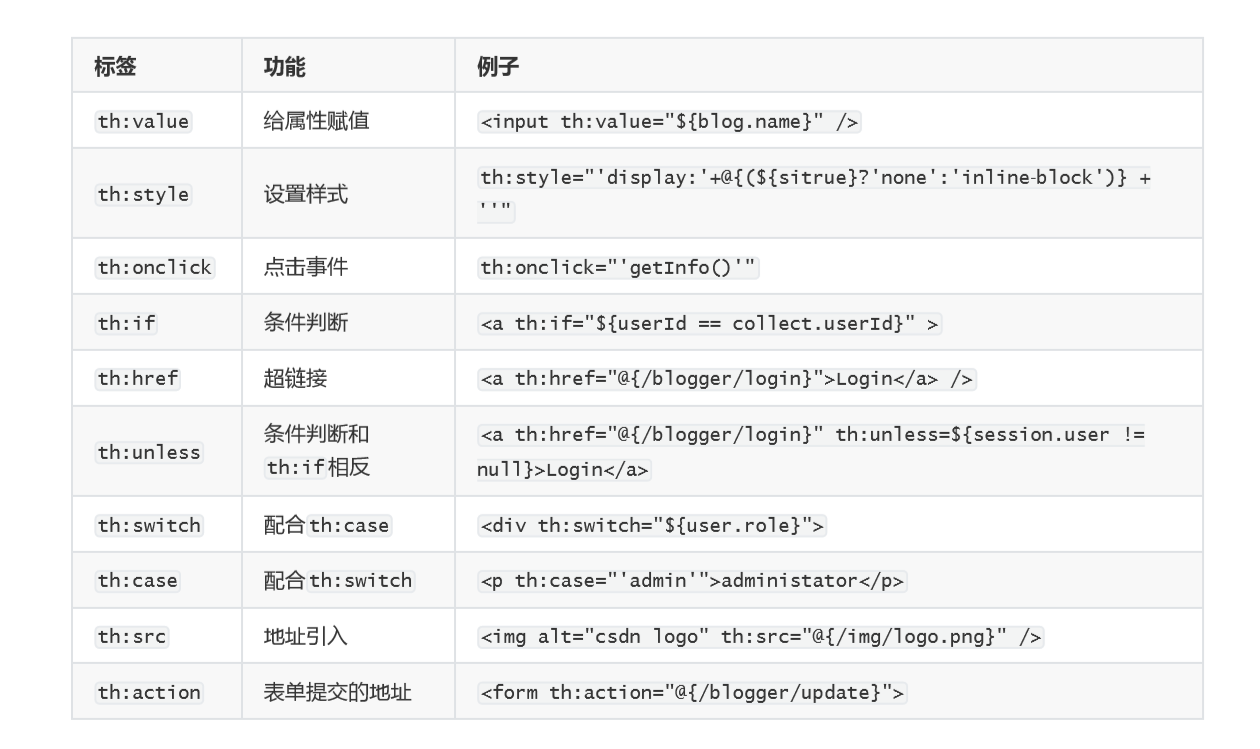 标签 功能 例子
th:value 给属性赋值 <input th:value="${blog.name}" />
th:style 设置样式 th:style="'display:'+@{(${sitrue}?'none':'inline-block')} +
''"
th:onclick 点击事件 th:onclick="'getInfo()'"
th:if 条件判断 <a th:if="${userId == collect.userId}" >
th:href 超链接 <a th:href="@{/blogger/login}">Login</a> />
th:unless 条件判断和 <a th:href="@{/blogger/login}" th:unless=${session.user !=
th:if相反 null}>Login</a>
th:switch 配合th:case <div th:switch="${user.role}">
th:case 配合th:switch <p th:case="'admin'">administator</p>
th:src 地址引入 <img alt="csdn logo" th:src="@{/img/logo.png}" />
th:action 表单提交的地址 <form th:action="@{/blogger/update}">